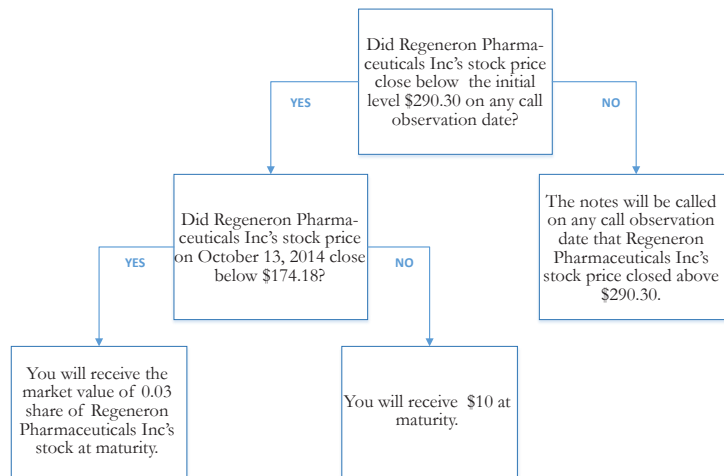 Did Regeneron Pharma-
ceuticals Inc's stock price
close below the initial
level $290.30 on any call
observation date?
YES
NO
Did Regeneron Pharma-
ceuticals Inc's stock price
on October 13, 2014 close
below $174.18?
The notes will be called
on any call observation
date that Regeneron
Pharmaceuticals Inc's
stock price closed above
$290.30.
YES
NO
You will receive the
market value of 0.03
share of Regeneron
Pharmaceuticals Inc's
stock at maturity.
You will receive $10 at
maturity.